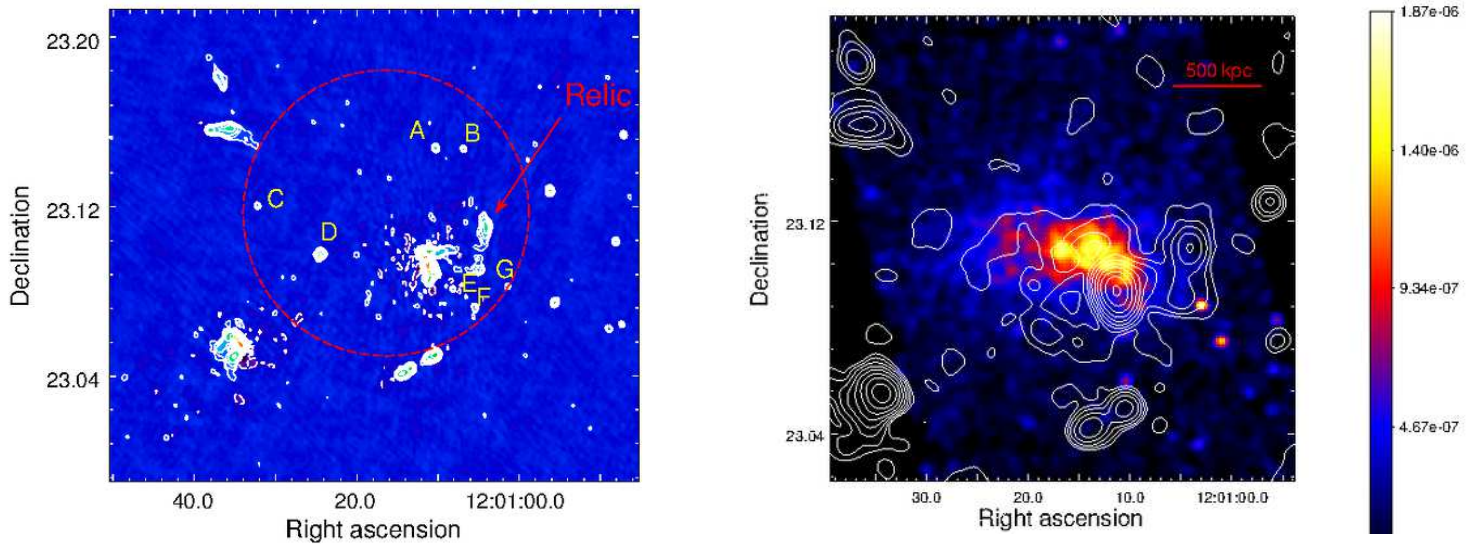 23.20
23.12
23.04
Declination
40.0
20.0
12:01:00.0
Right ascension
Relic
A
B
C
D
E
F
G
500 kpc
23.12
23.04
Declination
30.0
20.0
10.0
12:01:00.0
Right ascension
1.87e-06
1.40e-06
9.34e-07
4.67e-07